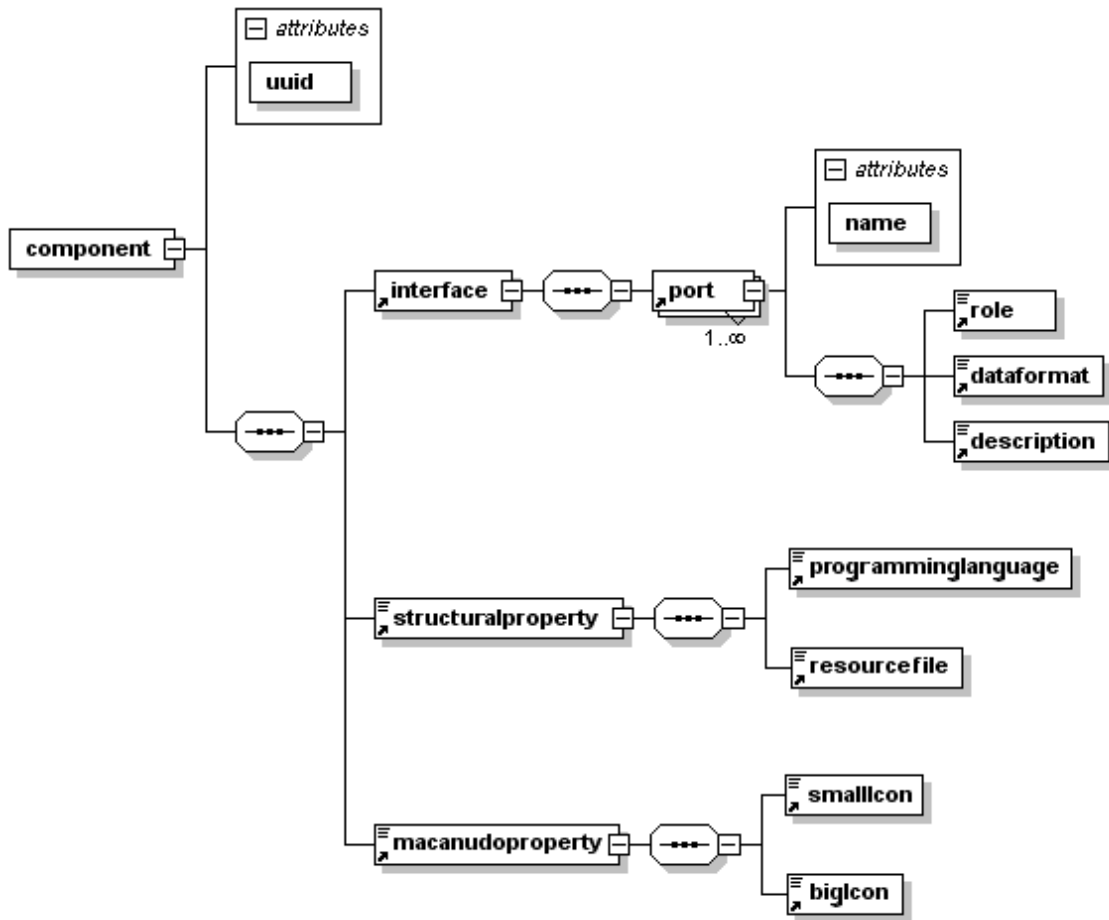 attributes
uuid
attributes
name
component
interface
port
1..∞
role
dataformat
description
programminglanguage
structuralproperty
resourcefile
smallIcon
macanudoproperty
bigIcon